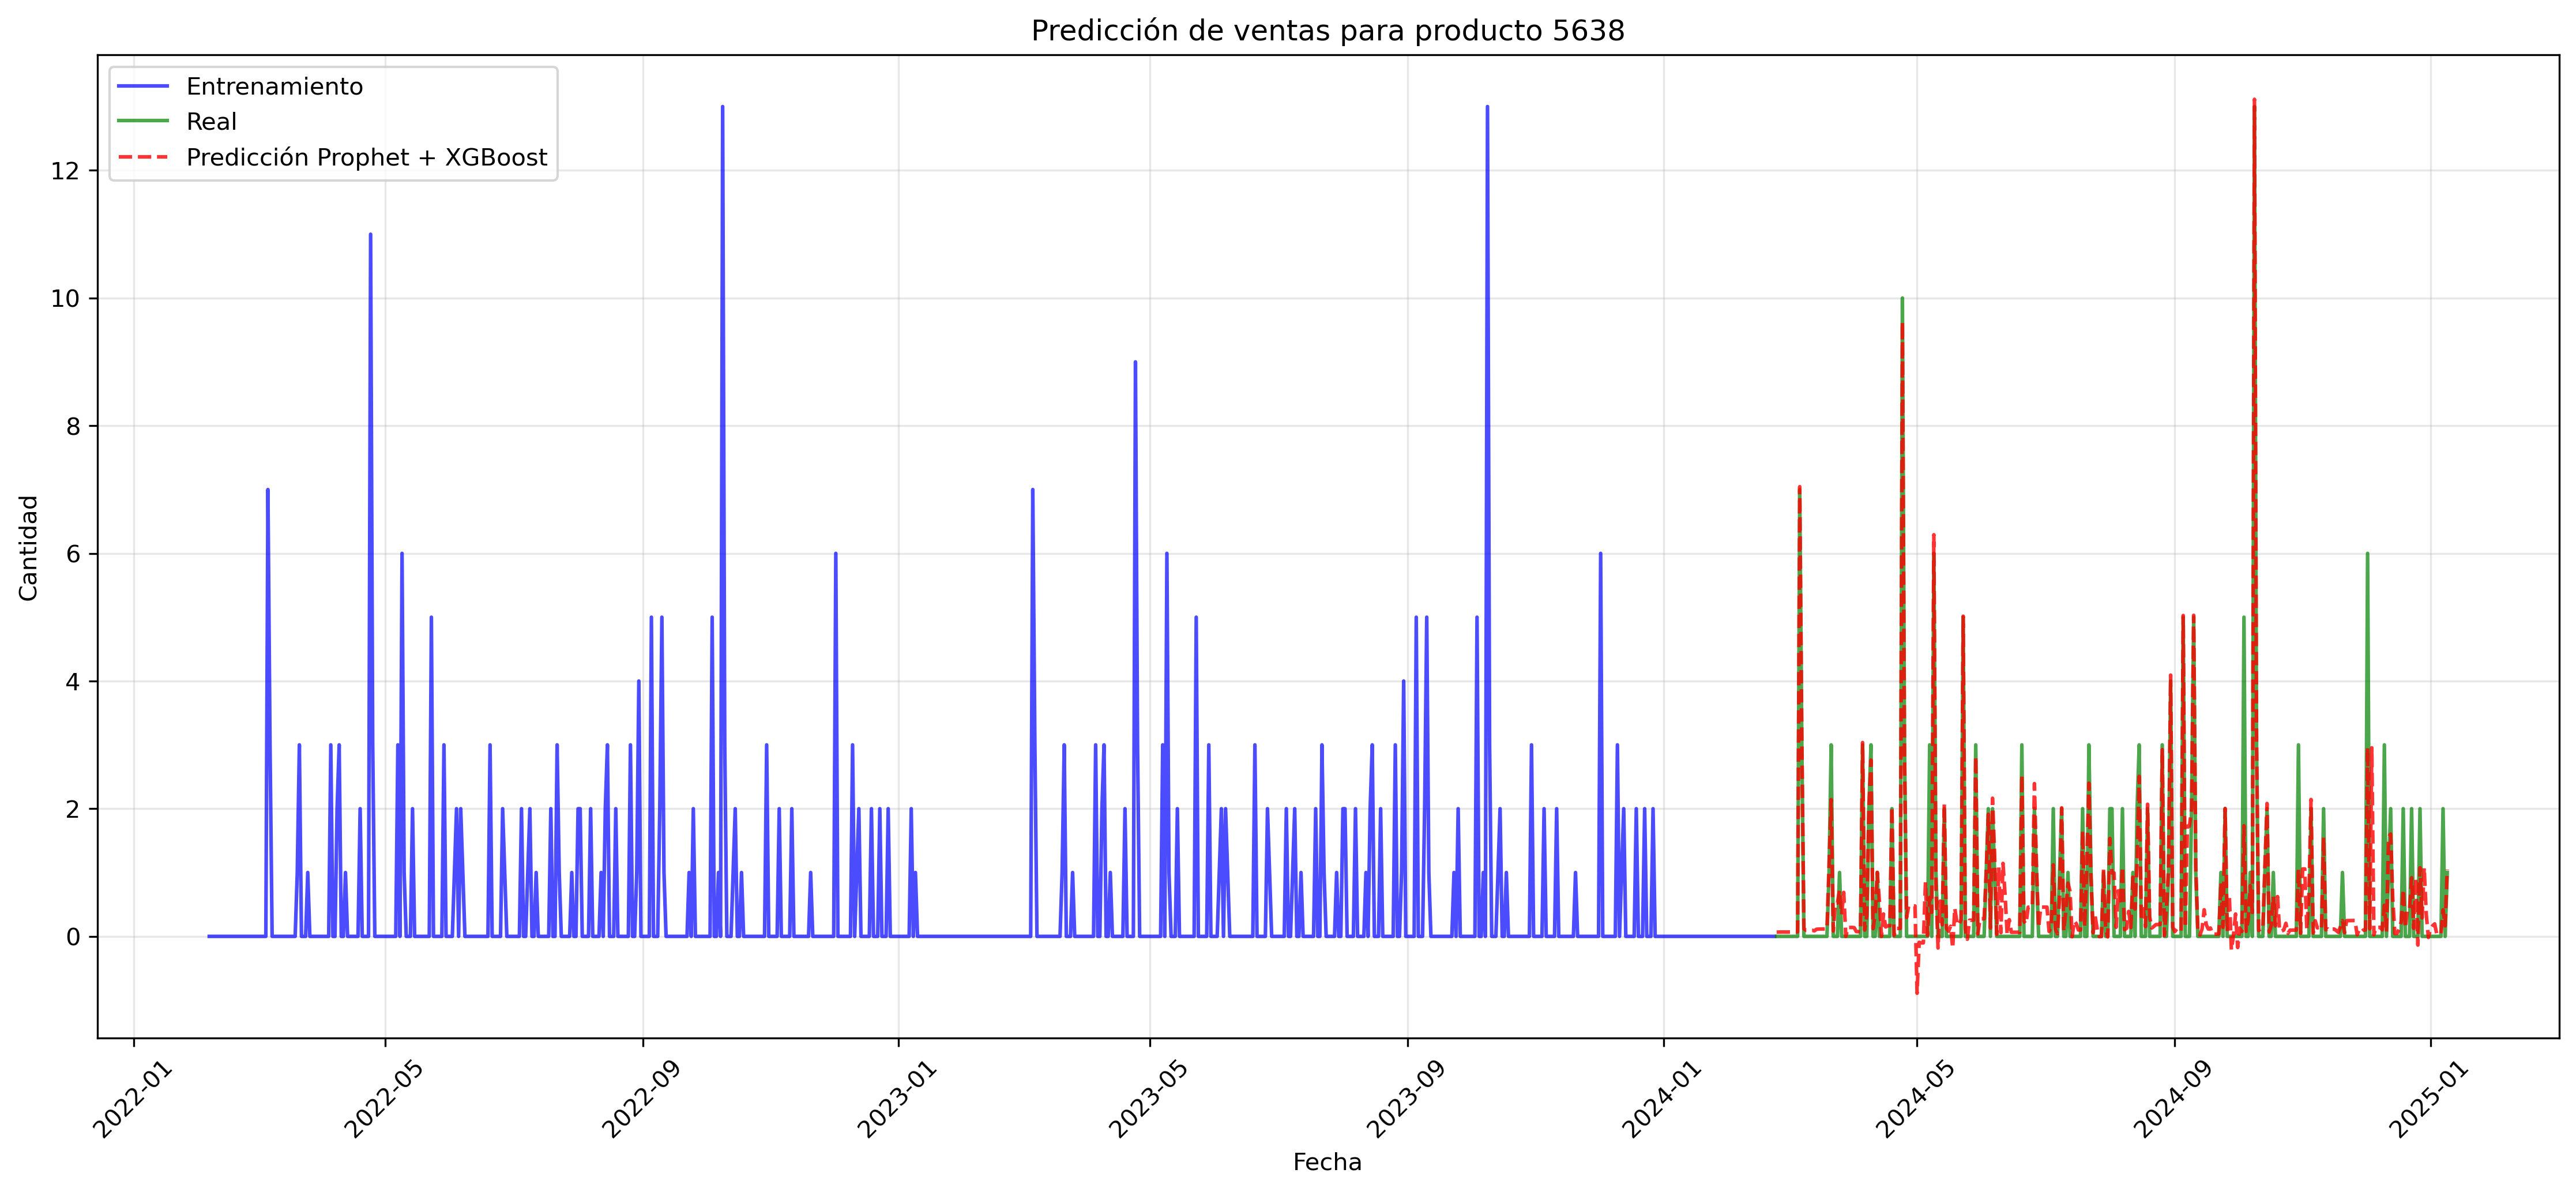 Predicción de ventas para producto 5638
Entrenamiento
Real
Predicción Prophet + XGBoost
12
10
8
6
4
2
0
Cantidad
2022-01
2022-05
2022-09
2023-01
2023-05
2023-09
2024-01
2024-05
2024-09
2025-01
Fecha